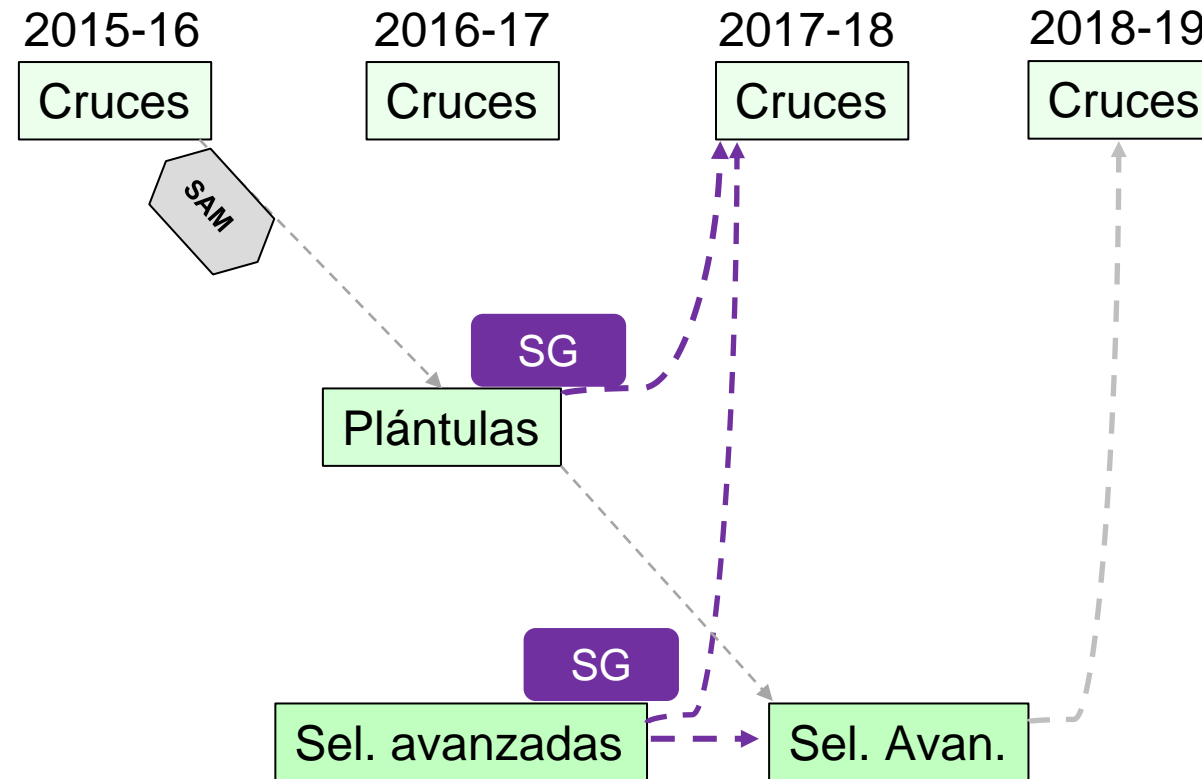 2015-16
2016-17
2017-18
2018-19
Cruces
Cruces
Cruces
Cruces
SAM
SG
Plántulas
SG
Sel. avanzadas
Sel. Avan.